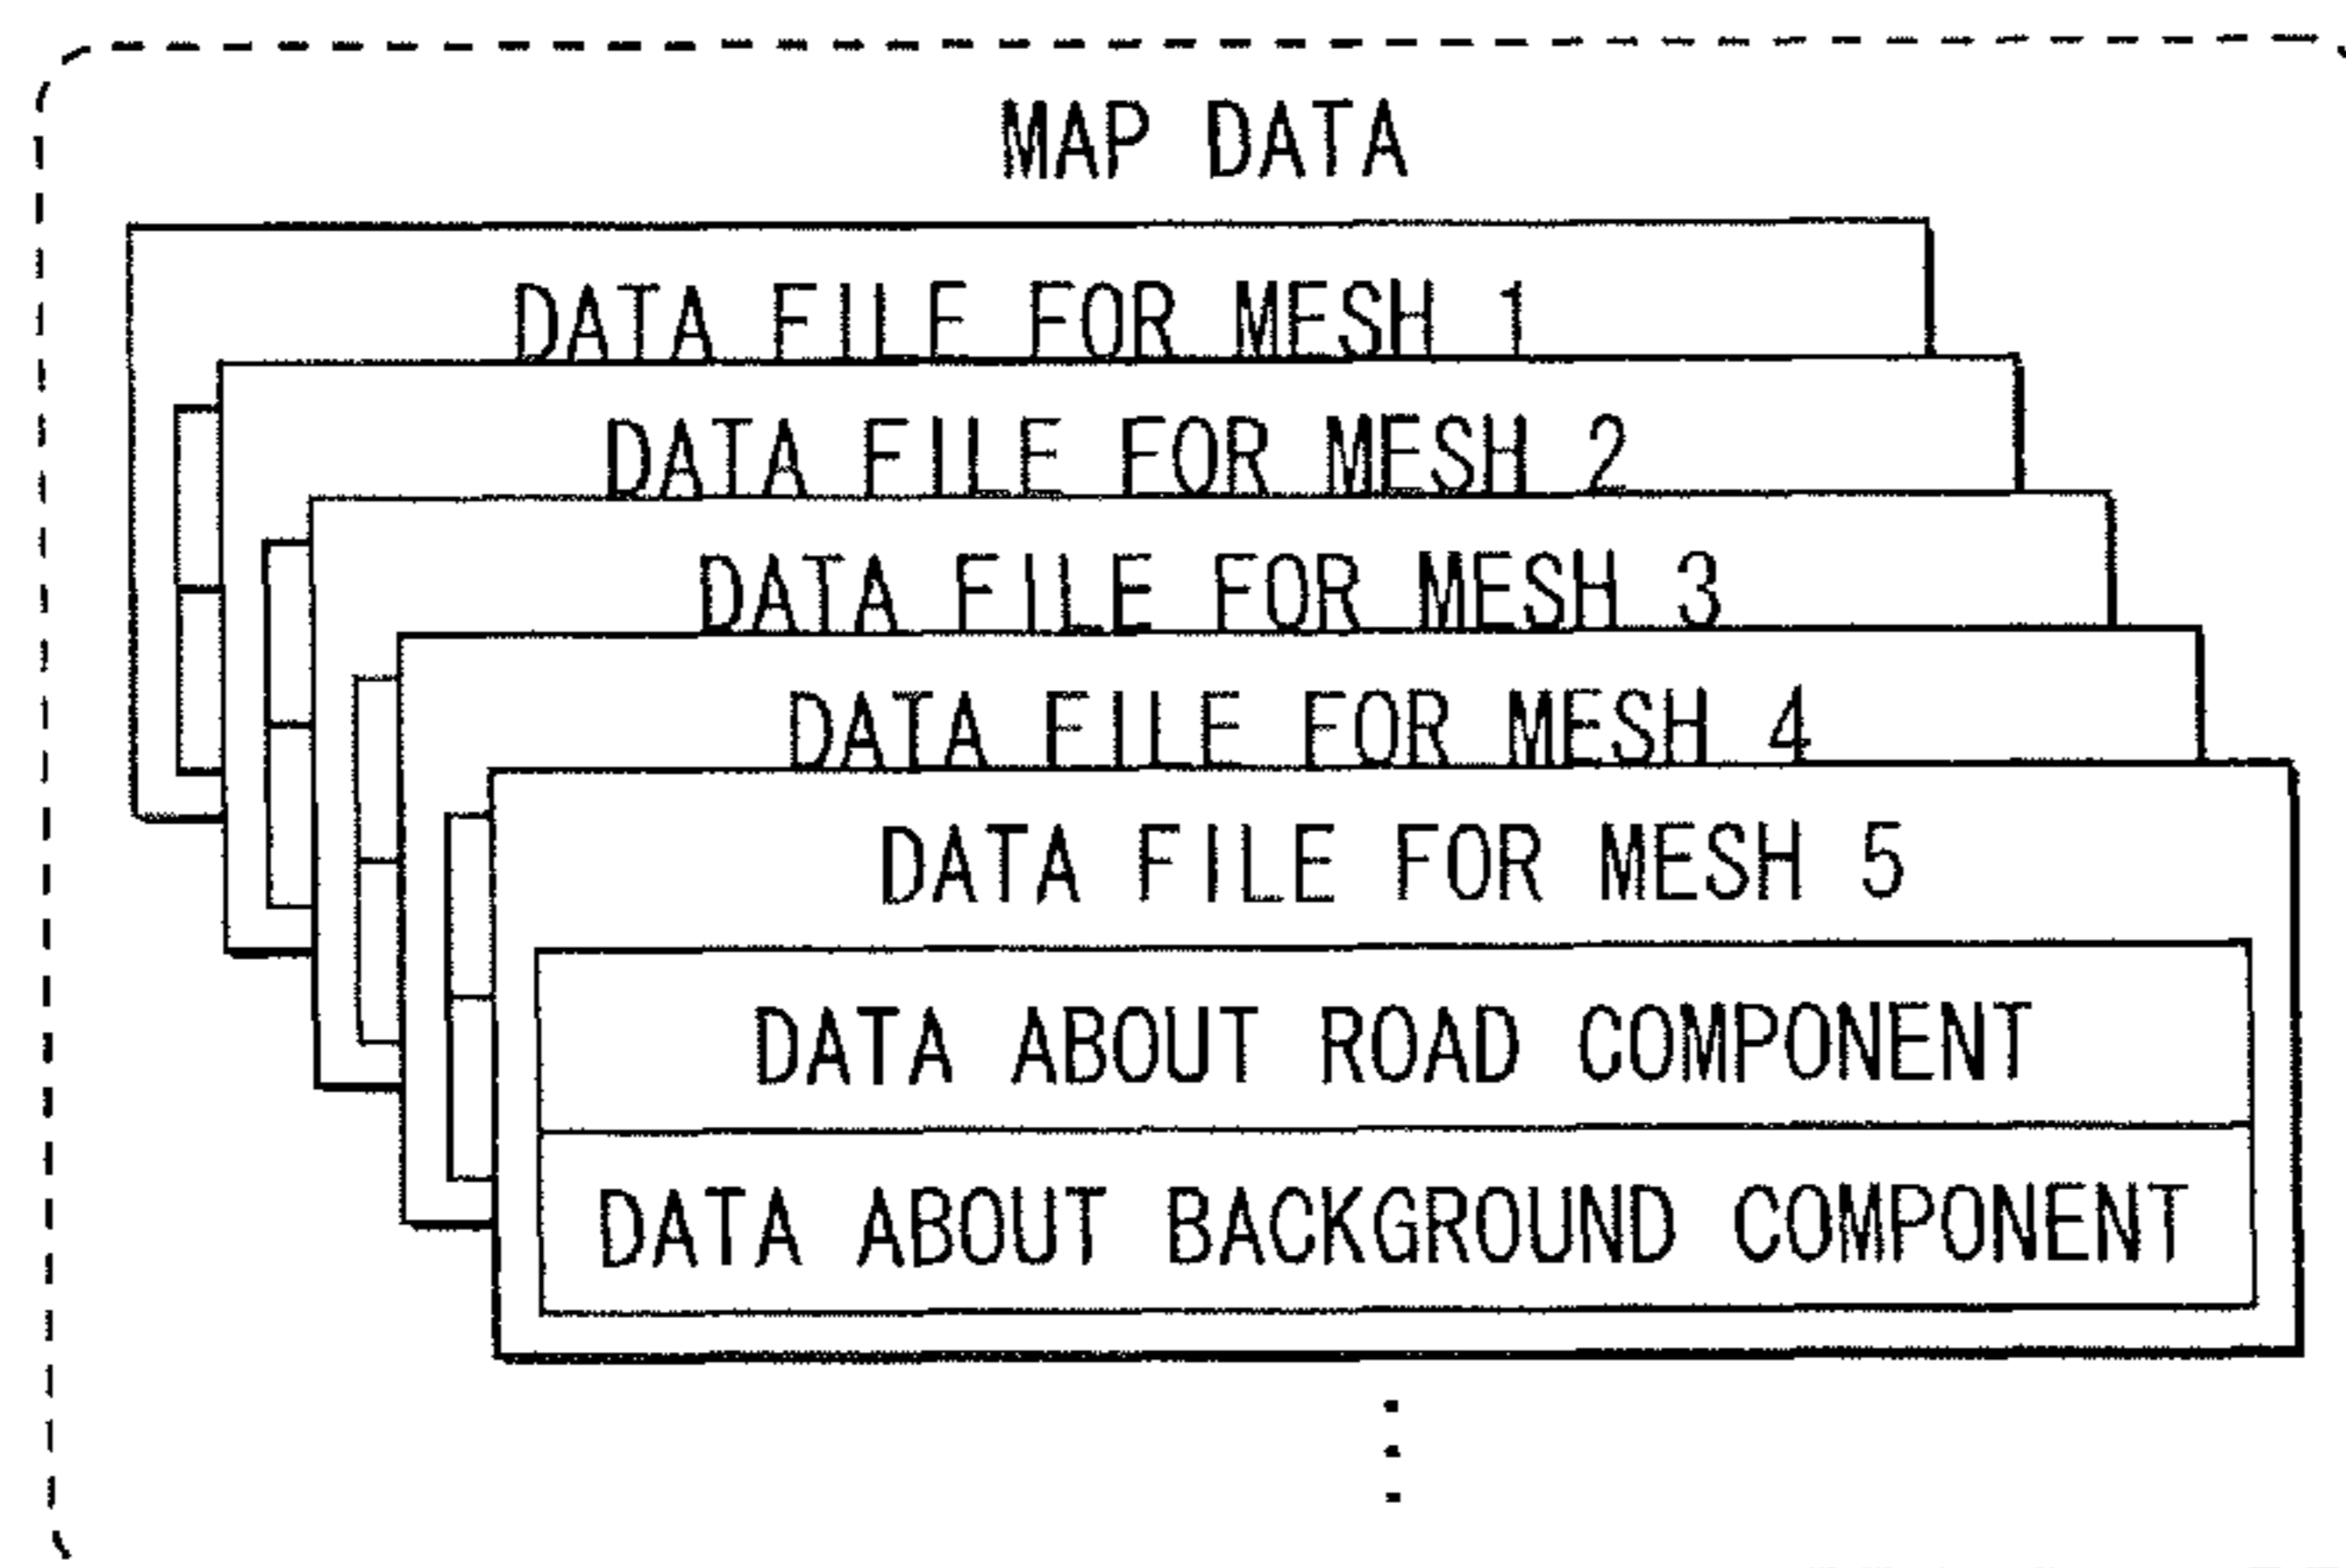 MAP DATA
DATA FILE FOR MESH 1
DATA FILE FOR MESH 2
DATA FILE FOR MESH 3
DATA FILE FOR MESH 4
DATA FILE FOR MESH 5
DATA ABOUT ROAD COMPONENT
DATA ABOUT BACKGROUND COMPONENT